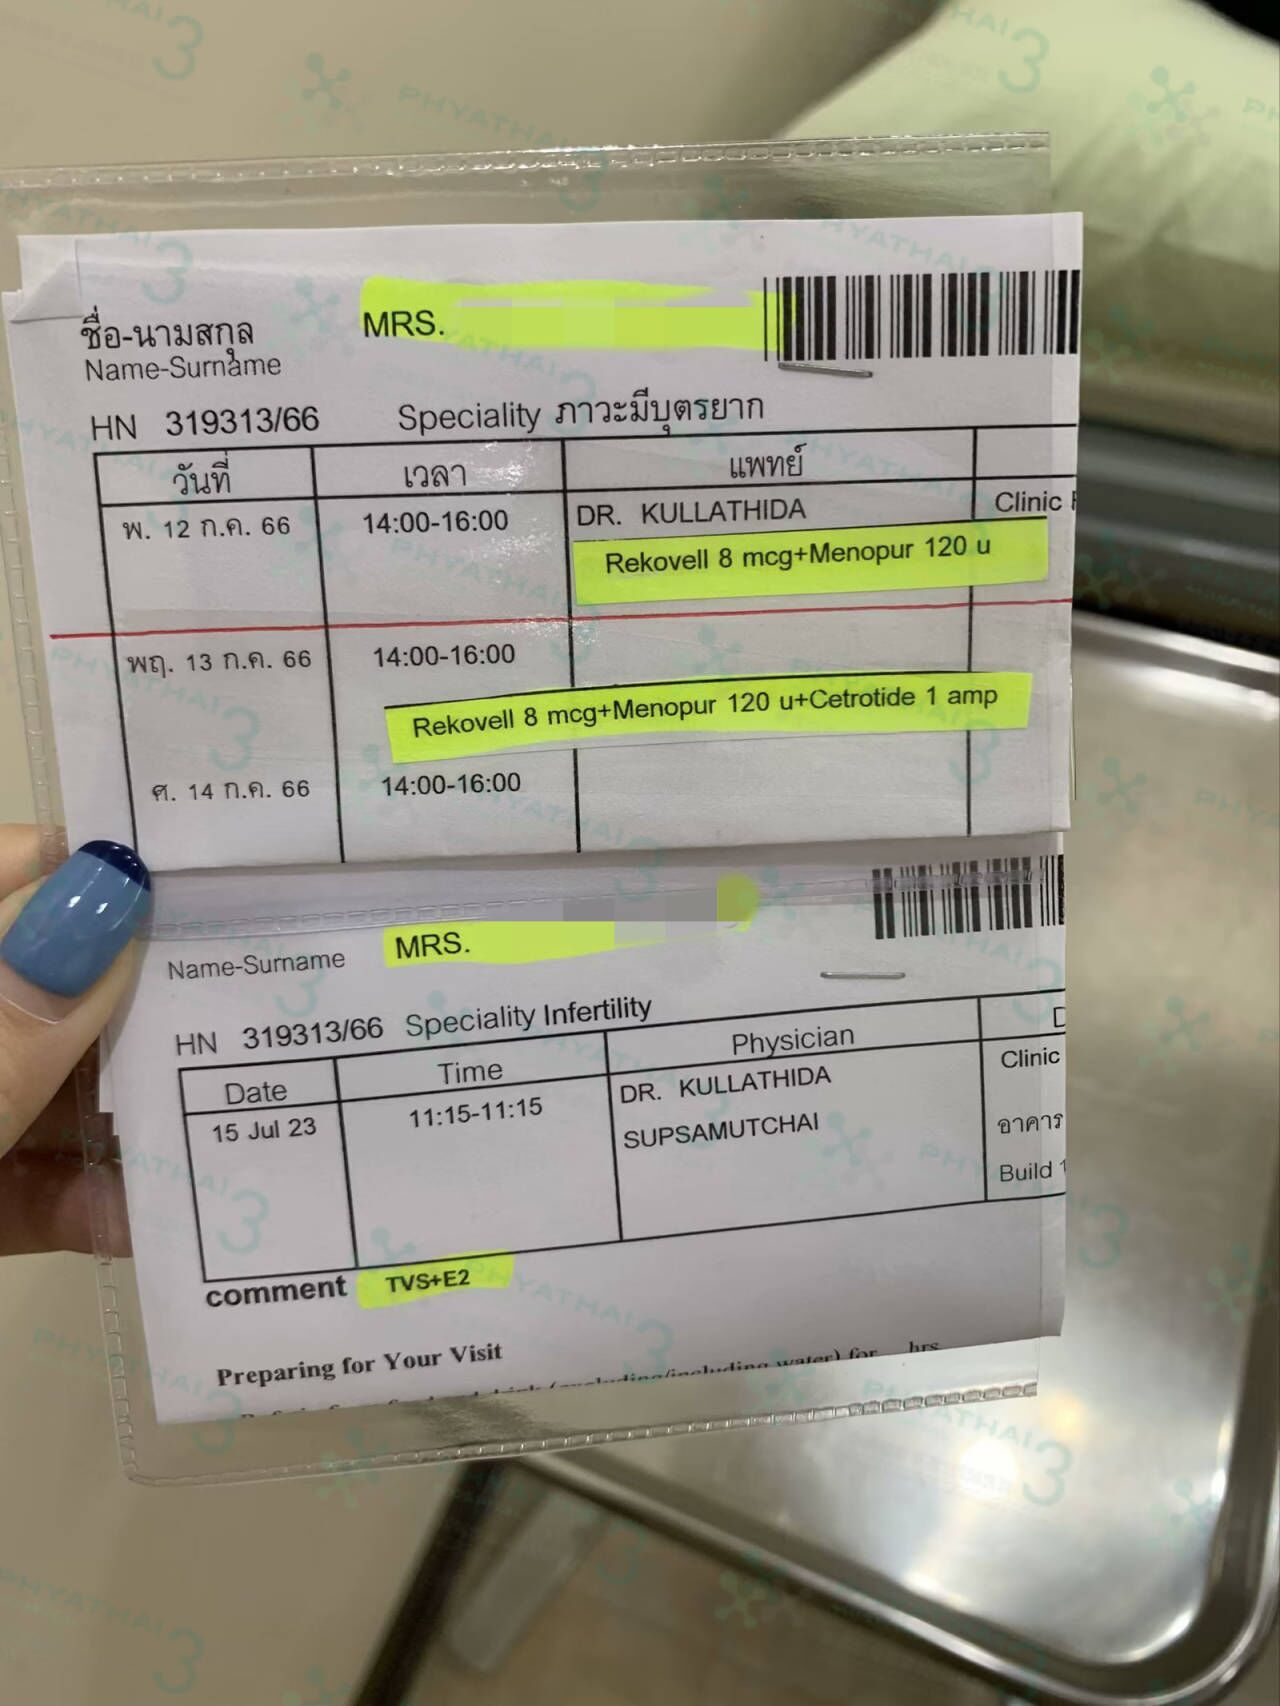 ชื่อ-นามสกุล MRS.
Name-Surname
HN 319313/66 Speciality ภาวะมีบุตรยาก
วันที่ เวลา แพทย์
พ. 12 ก.ค. 66 14:00-16:00 DR. KULLATHIDA Clinic
Rekovell 8 mcg+Menopur 120 u
พฤ. 13 ก.ค. 66 14:00-16:00
Rekovell 8 mcg+Menopur 120 u+Cetrotide 1 amp
ศ. 14 ก.ค. 66 14:00-16:00
Name-Surname MRS.
HN 319313/66 Speciality Infertility
Date Time Physician
15 Jul 23 11:15-11:15 DR. KULLATHIDA Clinic
SUPSAMUTCHAI อาคาร
Build 1
comment TVS+E2
Preparing for Your Visit
(excluding/including water) for hrs
PHYATHAI 3